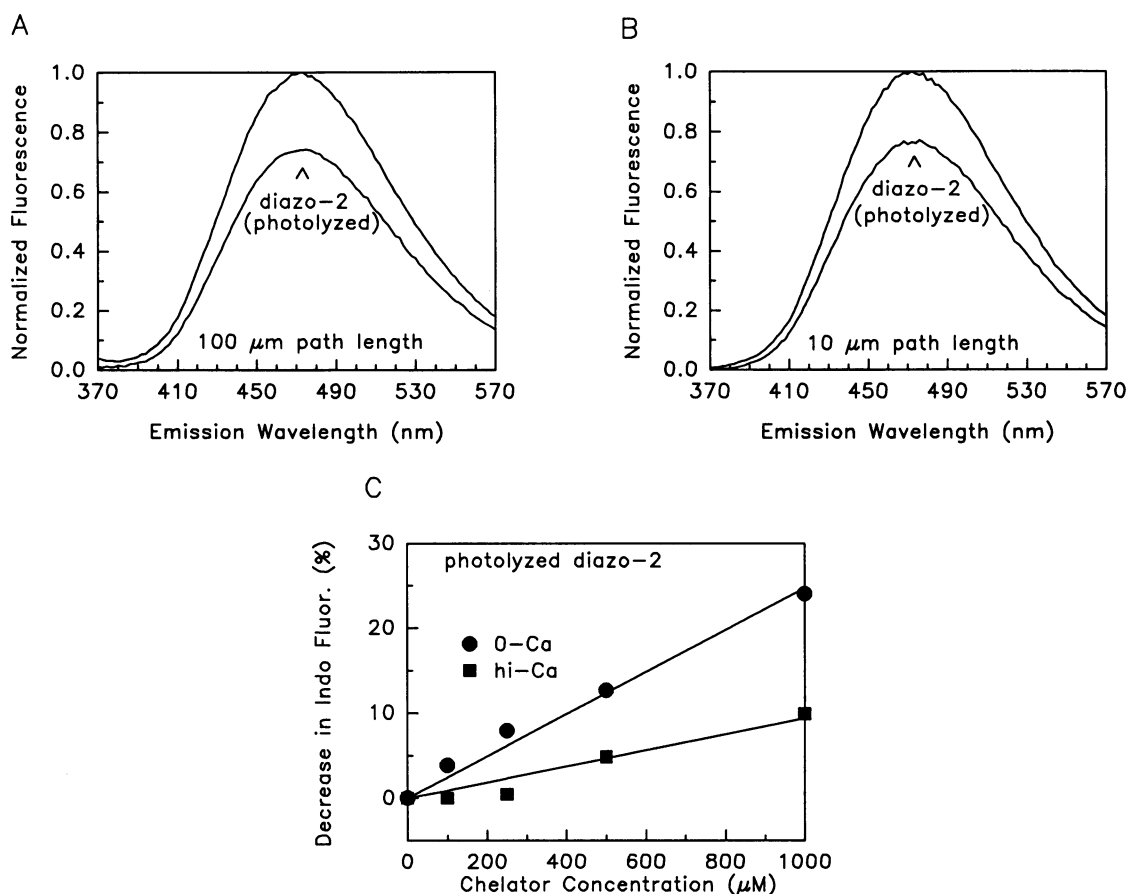 A
Normalized Fluorescence
1.0
0.8
0.6
0.4
0.2
0.0
diazo-2
(photolyzed)
100 μm path length
370 410 450 490 530 570
Emission Wavelength (nm)
B
Normalized Fluorescence
1.0
0.8
0.6
0.4
0.2
0.0
diazo-2
(photolyzed)
10 μm path length
370 410 450 490 530 570
Emission Wavelength (nm)
C
Decrease in Indo Fluor. (%)
30
20
10
0
photolyzed diazo-2
0-Ca
hi-Ca
0 200 400 600 800 1000
Chelator Concentration (μM)